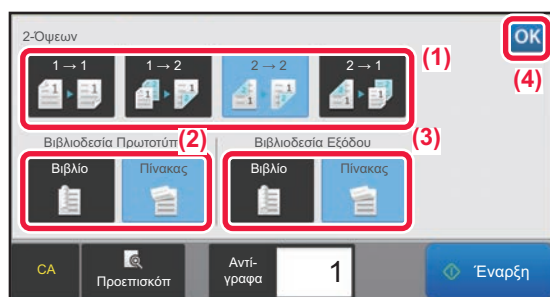 2-Όψεων
OK
(1)
(4)
1 → 1
1 → 2
2 → 2
2 → 1
Βιβλιοδεσία Πρωτοτύπ
(2)
Βιβλιοδεσία Εξόδου
(3)
Βιβλίο
Πίνακας
Βιβλίο
Πίνακας
CA
Προεπισκόπ
Αντί-
γραφα
1
Έναρξη